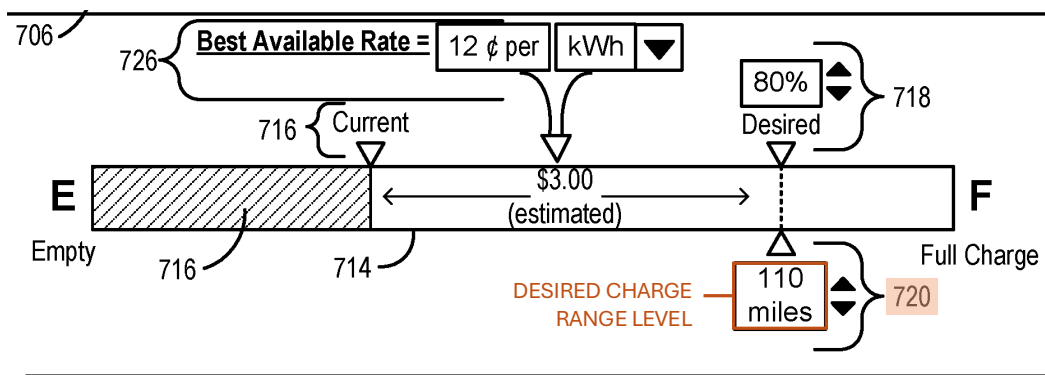 706
726
Best Available Rate = 12 ¢ per kWh
80%
718
716
Current
Desired
E
$3.00
(estimated)
F
Empty
716
714
Full Charge
DESIRED CHARGE
RANGE LEVEL
110
miles
720